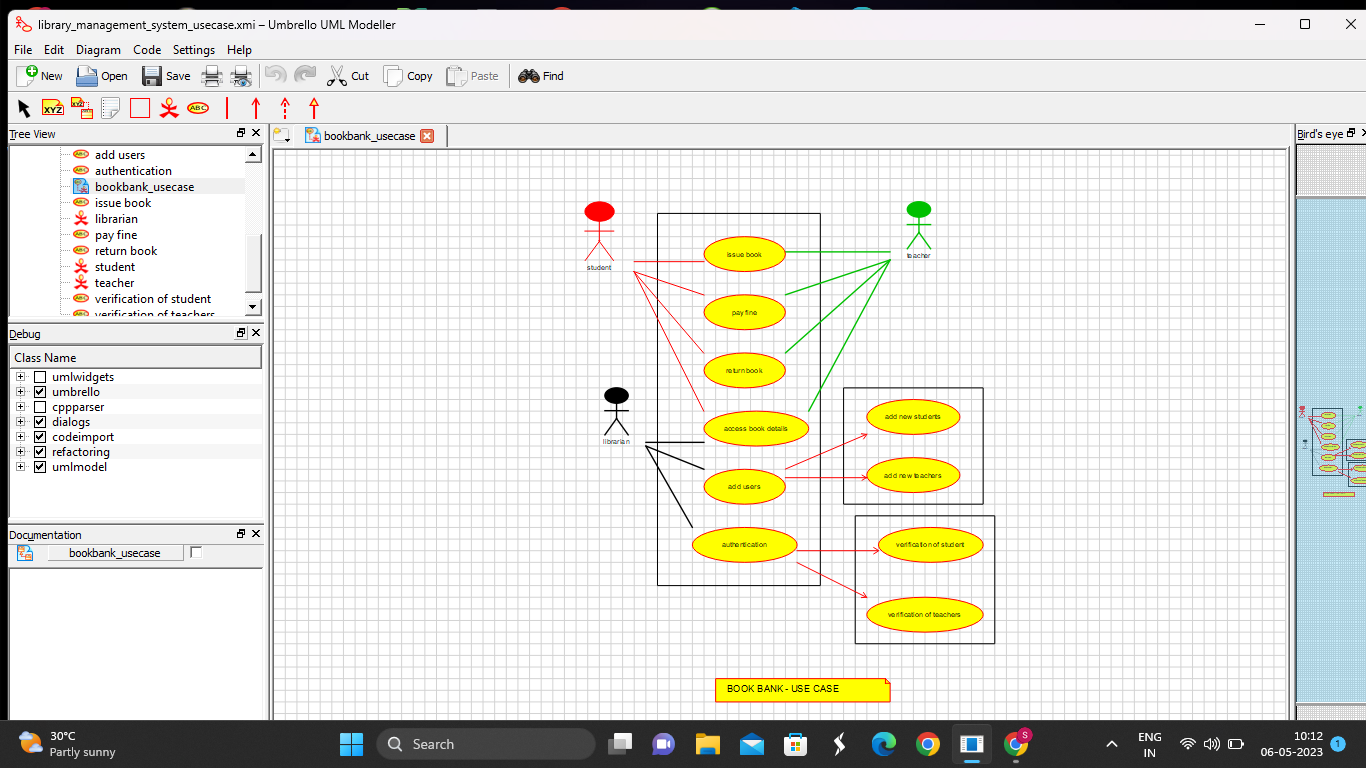 library_management_system_usecase.xmi – Umbrello UML Modeller
File Edit Diagram Code Settings Help
New Open Save Cut Copy Paste Find
XYZ XYZ ABC
Tree View
add users
authentication
bookbank_usecase
issue book
librarian
pay fine
return book
student
teacher
verification of student
verification of teachers
Debug
Class Name
umlwidgets
umbrello
cppparser
dialogs
codeimport
refactoring
umlmodel
Documentation
bookbank_usecase
bookbank_usecase
Bird's eye
student
teacher
librarian
issue book
pay fine
return book
access book details
add users
authentication
add new students
add new teachers
verification of student
verification of teachers
BOOK BANK - USE CASE
30°C
Partly sunny
Search
S
ENG
IN
10:12
06-05-2023
1